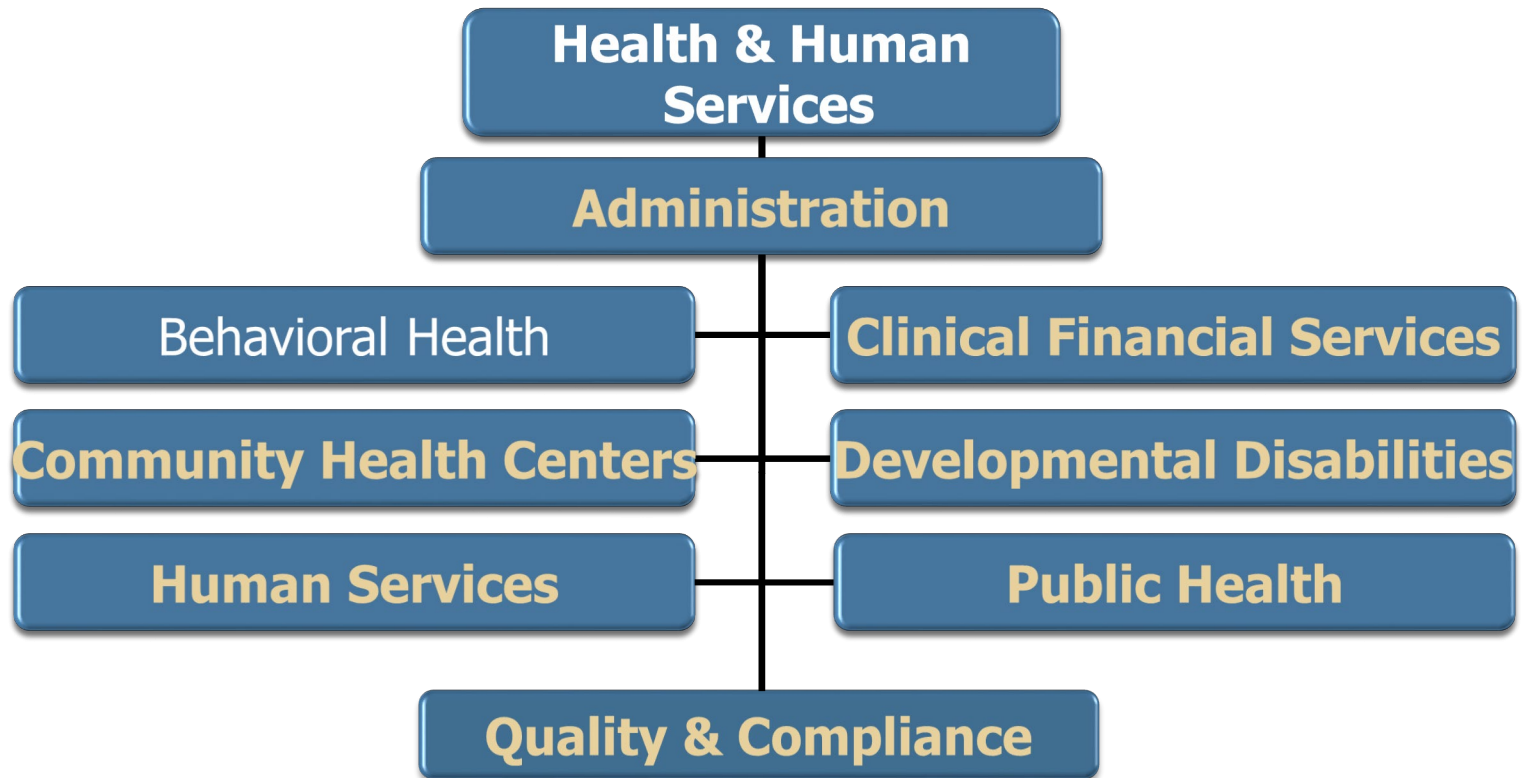 Health & Human
Services
Administration
Behavioral Health
Clinical Financial Services
Community Health Centers
Developmental Disabilities
Human Services
Public Health
Quality & Compliance